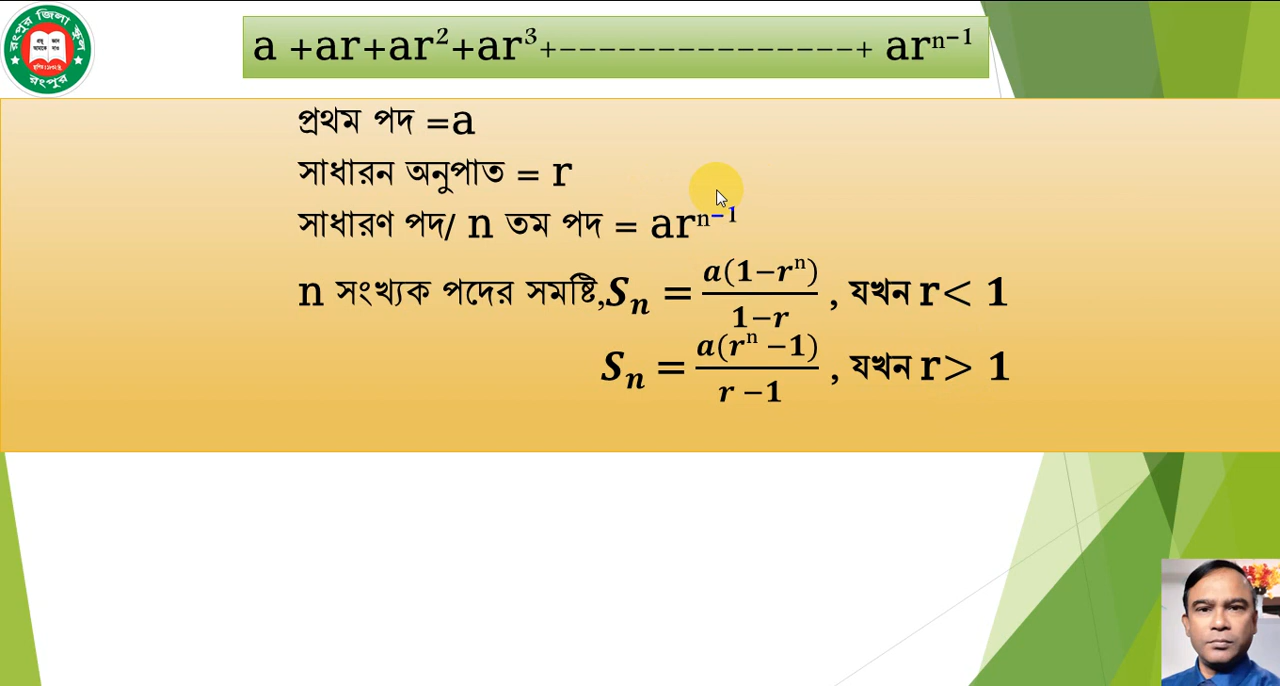 রংপুর জিলা স্কুল
রংপুর
a +ar+ar²+ar³+---------------+ arⁿ⁻¹
প্রথম পদ =a
সাধারন অনুপাত = r
সাধারণ পদ/ n তম পদ = arⁿ⁻¹
n সংখ্যক পদের সমষ্টি,Sₙ = a(1−rⁿ)/1−r , যখন r< 1
Sₙ = a(rⁿ −1)/r −1 , যখন r> 1